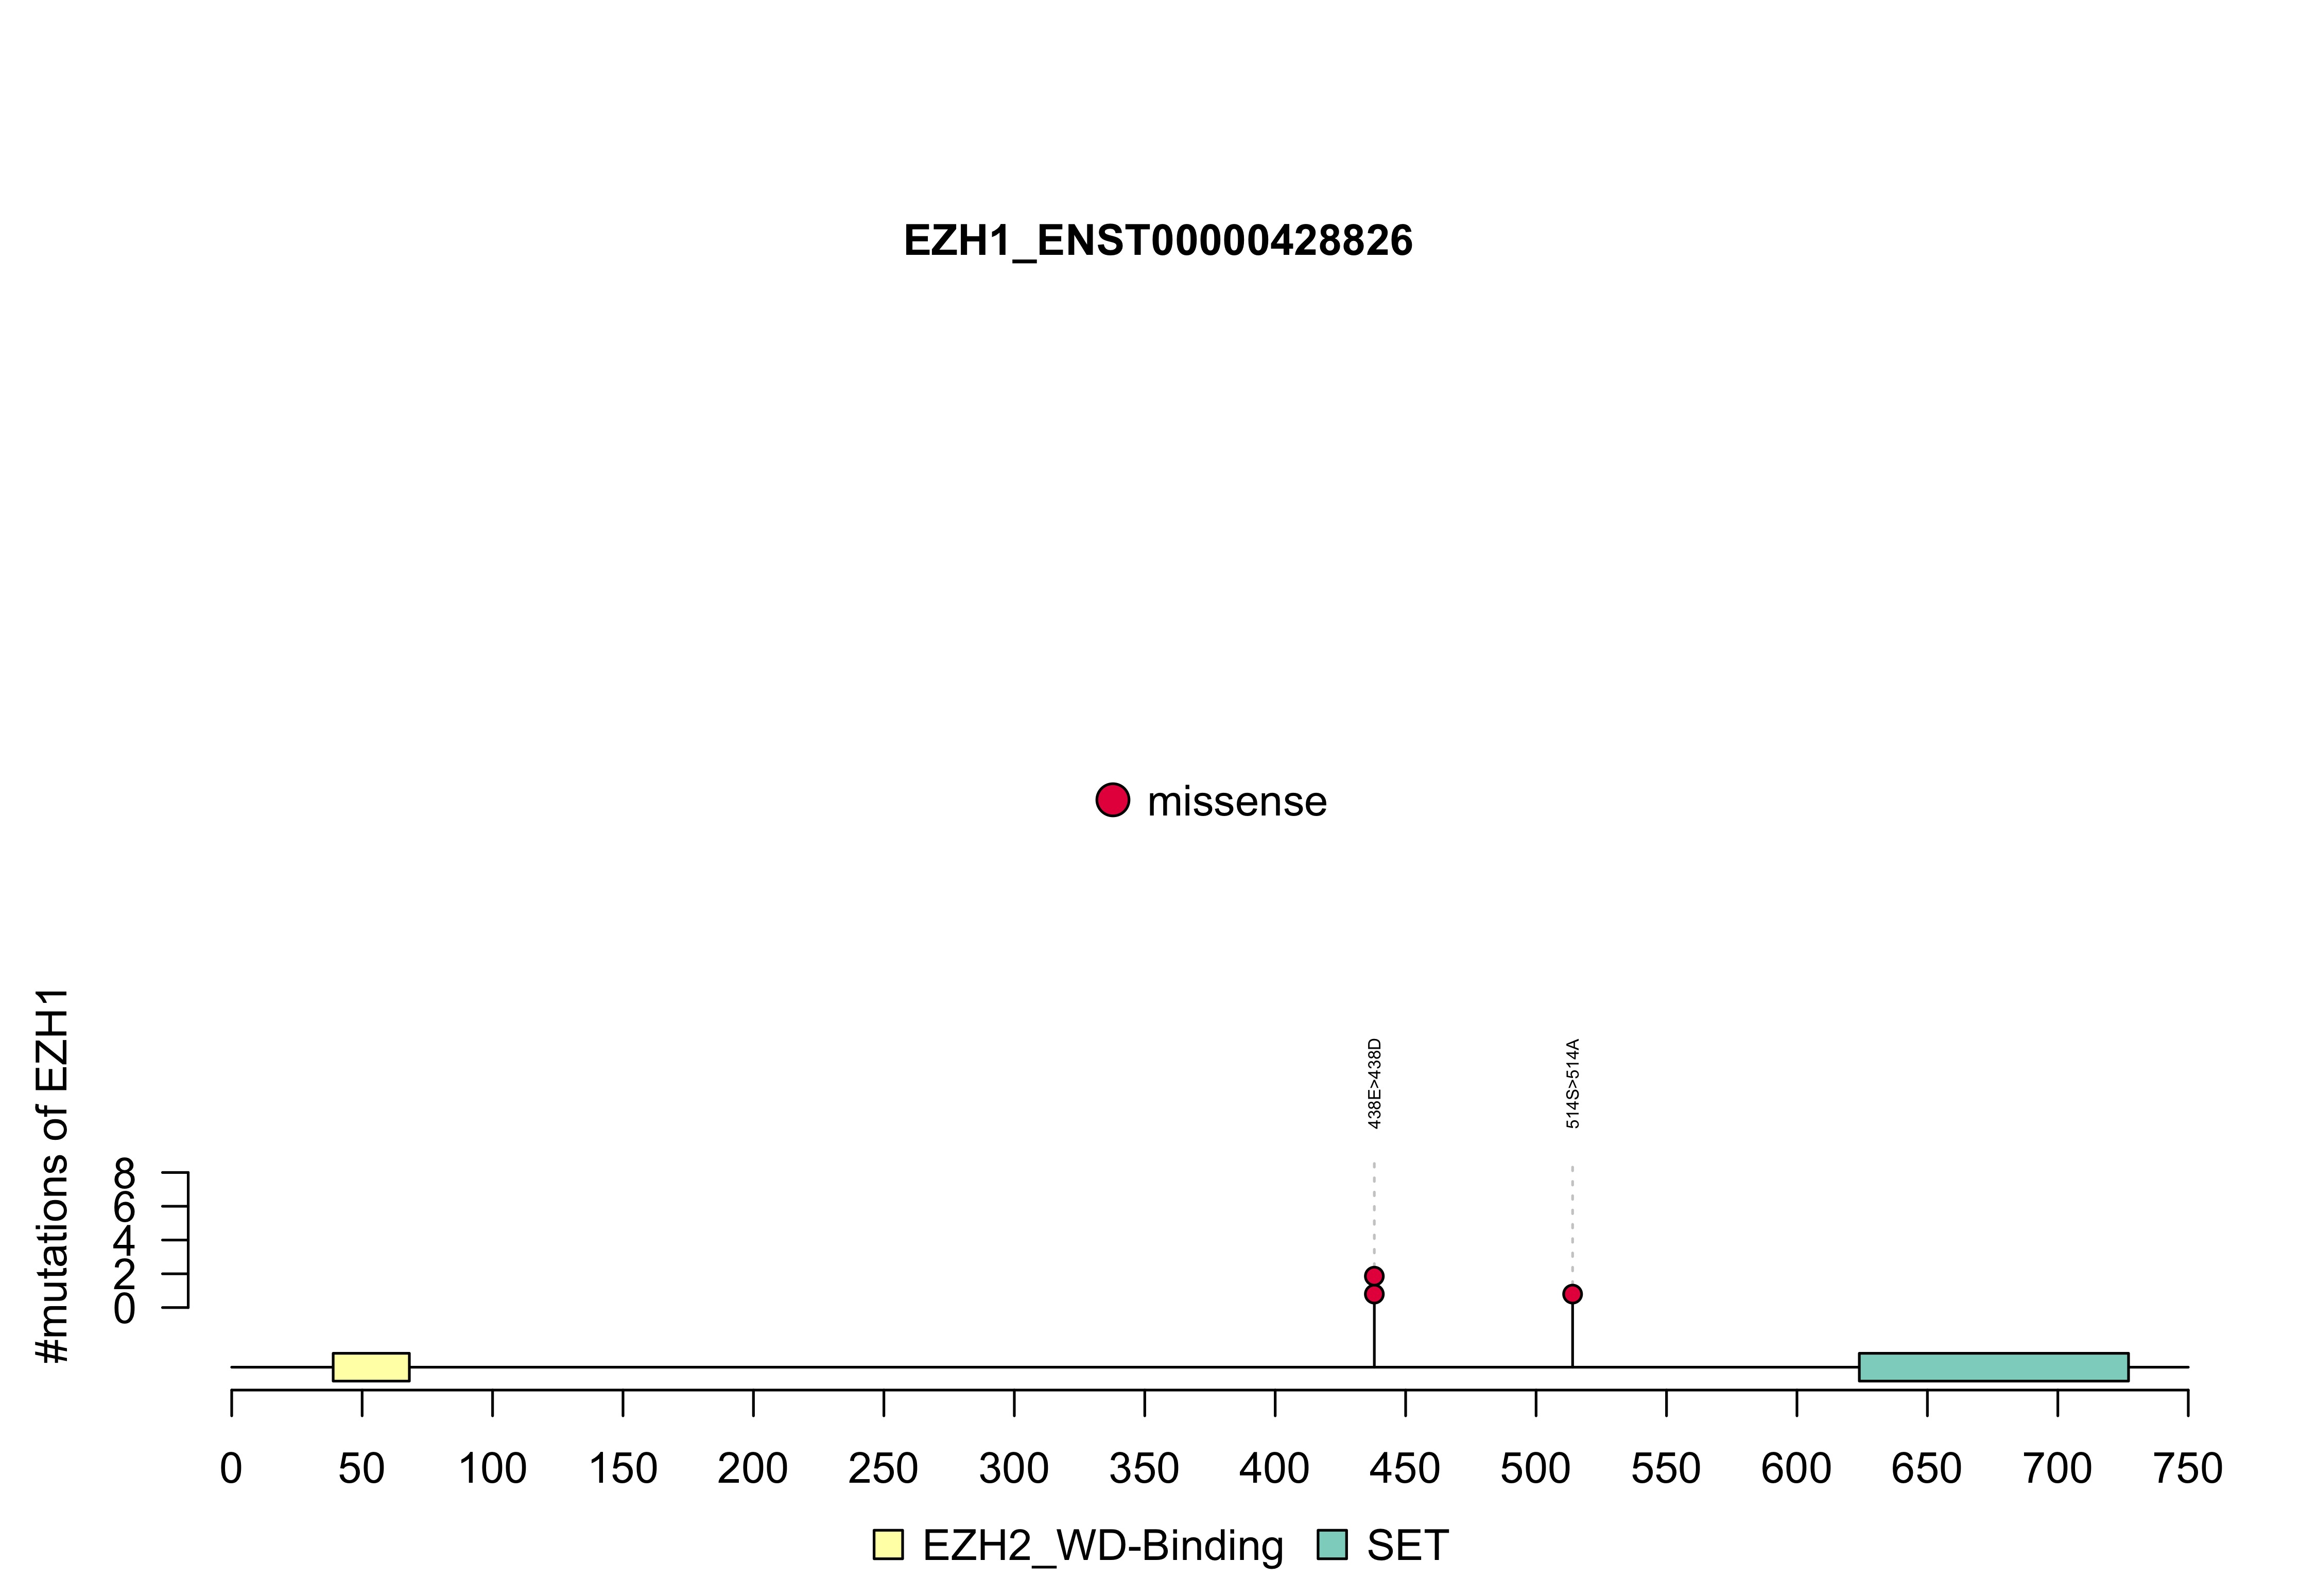 EZH1_ENST00000428826
missense
#mutations of EZH1
438E>438D
514S>514A
8
6
4
2
0
0 50 100 150 200 250 300 350 400 450 500 550 600 650 700 750
EZH2_WD-Binding SET